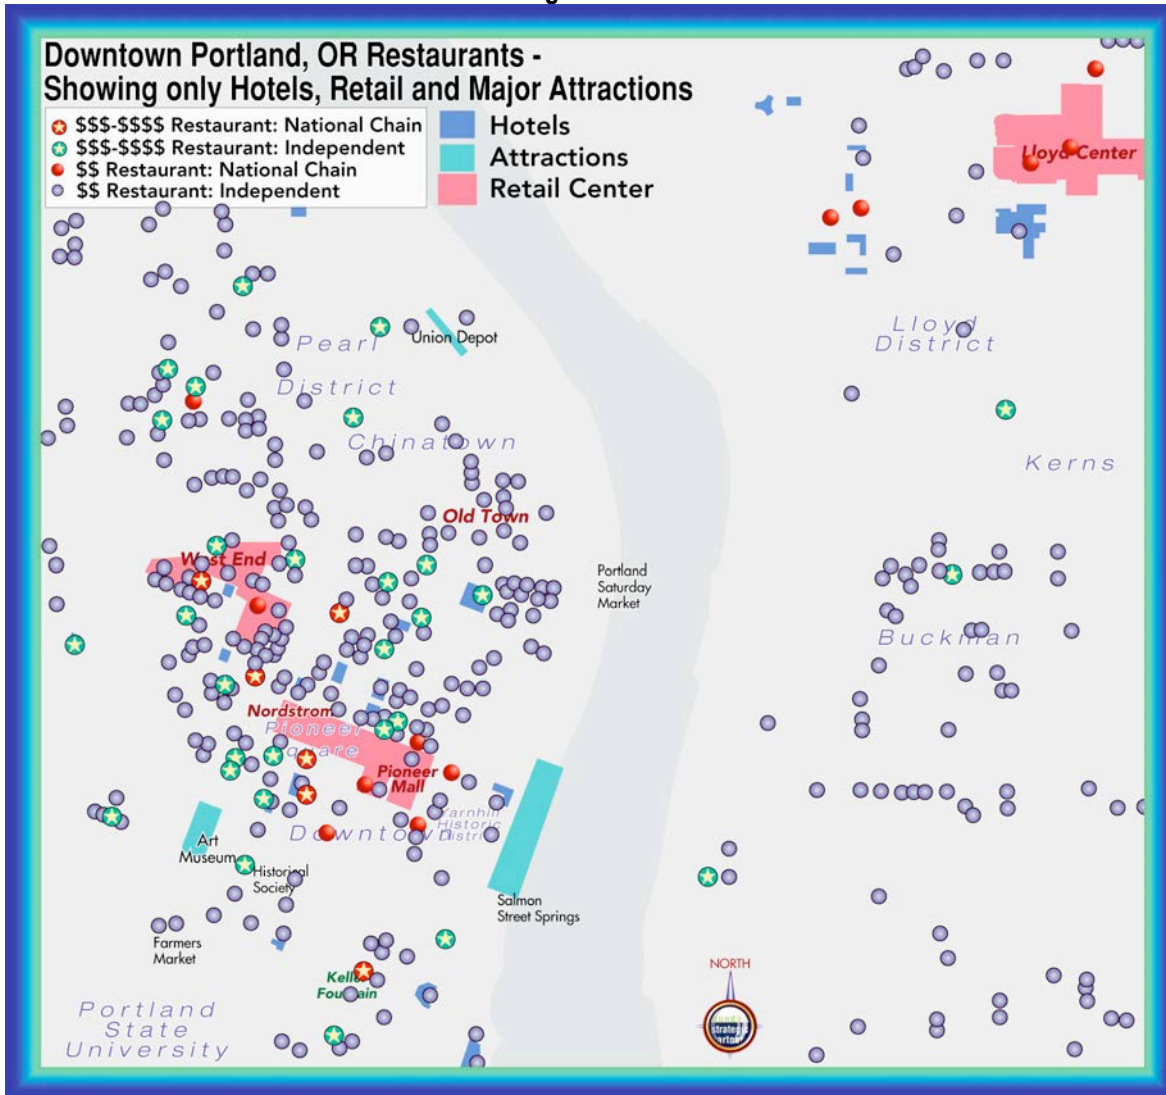 Downtown Portland, OR Restaurants -
Showing only Hotels, Retail and Major Attractions
$$$-$$$$ Restaurant: National Chain
$$$-$$$$ Restaurant: Independent
$$ Restaurant: National Chain
$$ Restaurant: Independent
Hotels
Attractions
Retail Center
Lloyd Center
Lloyd
District
Union Depot
Pearl
District
Chinatown
Kerns
Old Town
West End
Portland
Saturday
Market
Buckman
Nordstrom
Pioneer
Square
Pioneer
Mall
Yamhill
Historic
District
Downtown
Art
Museum
Historical
Society
Salmon
Street Springs
Farmers
Market
Keller
Fountain
NORTH
strategic
Portland
State
University